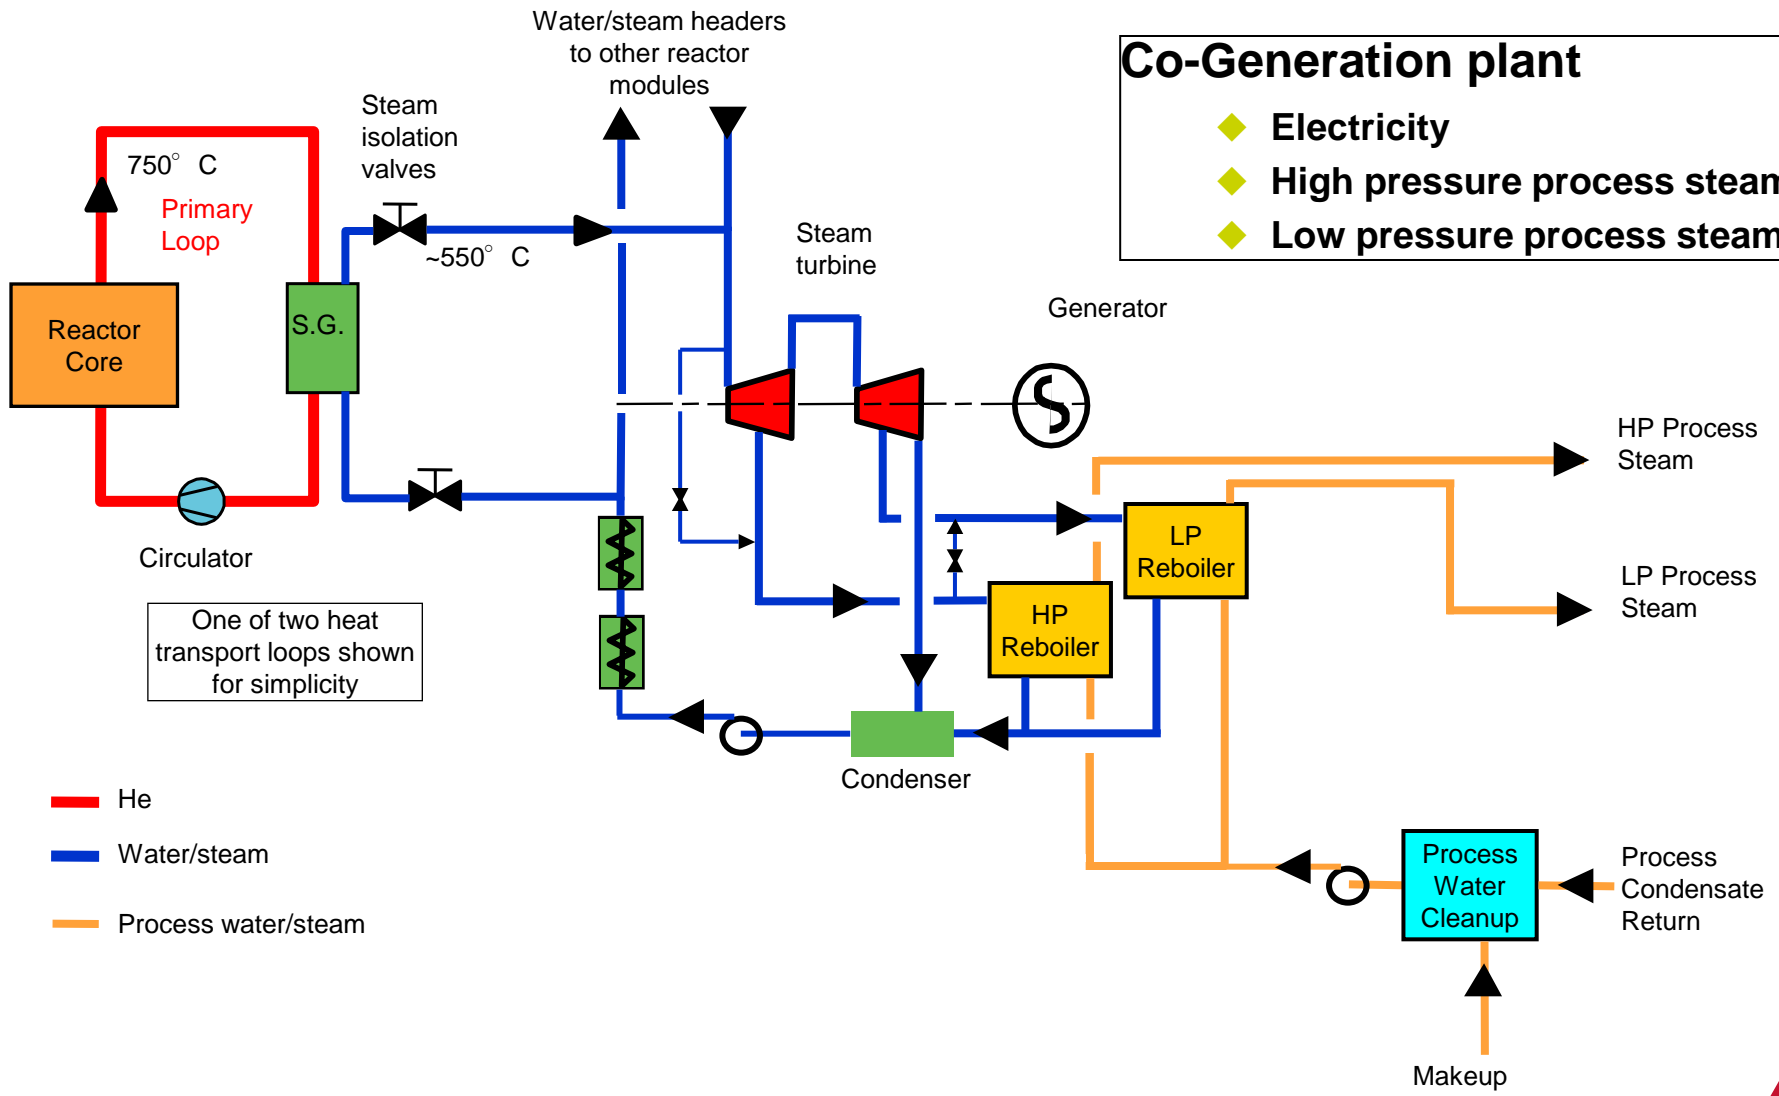 Water/steam headers
to other reactor
modules
Co-Generation plant
Electricity
High pressure process steam
Low pressure process steam
Steam
isolation
valves
750° C
Primary
Loop
~550° C
Steam
turbine
Generator
Reactor
Core
S.G.
HP Process
Steam
LP
Reboiler
Circulator
LP Process
Steam
HP
Reboiler
One of two heat
transport loops shown
for simplicity
Condenser
He
Water/steam
Process water/steam
Process
Water
Cleanup
Process
Condensate
Return
Makeup